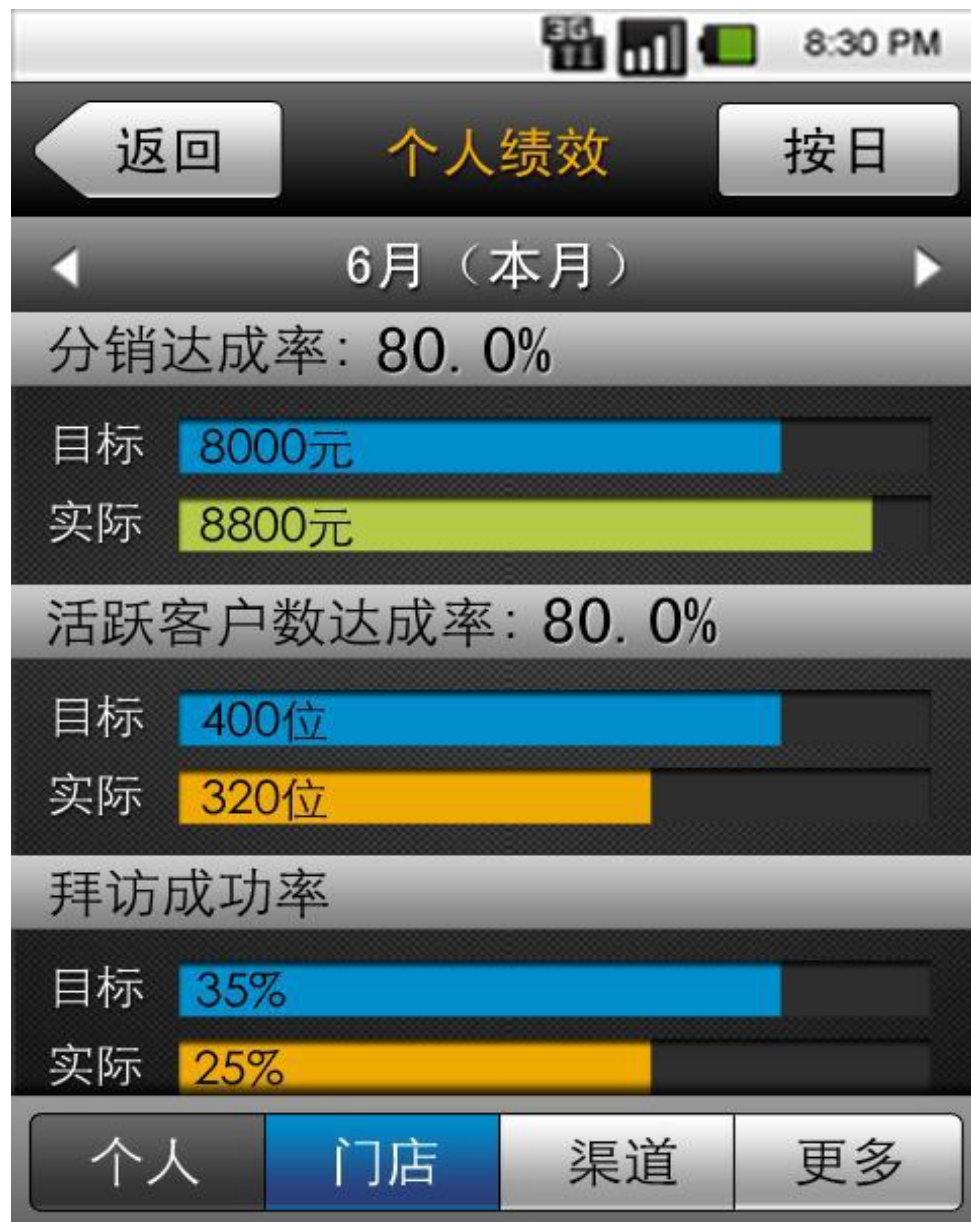 3G 8:30 PM
返回 个人绩效 按日
6月（本月）
分销达成率: 80. 0%
目标 8000元
实际 8800元
活跃客户数达成率: 80. 0%
目标 400位
实际 320位
拜访成功率
目标 35%
实际 25%
个人 门店 渠道 更多